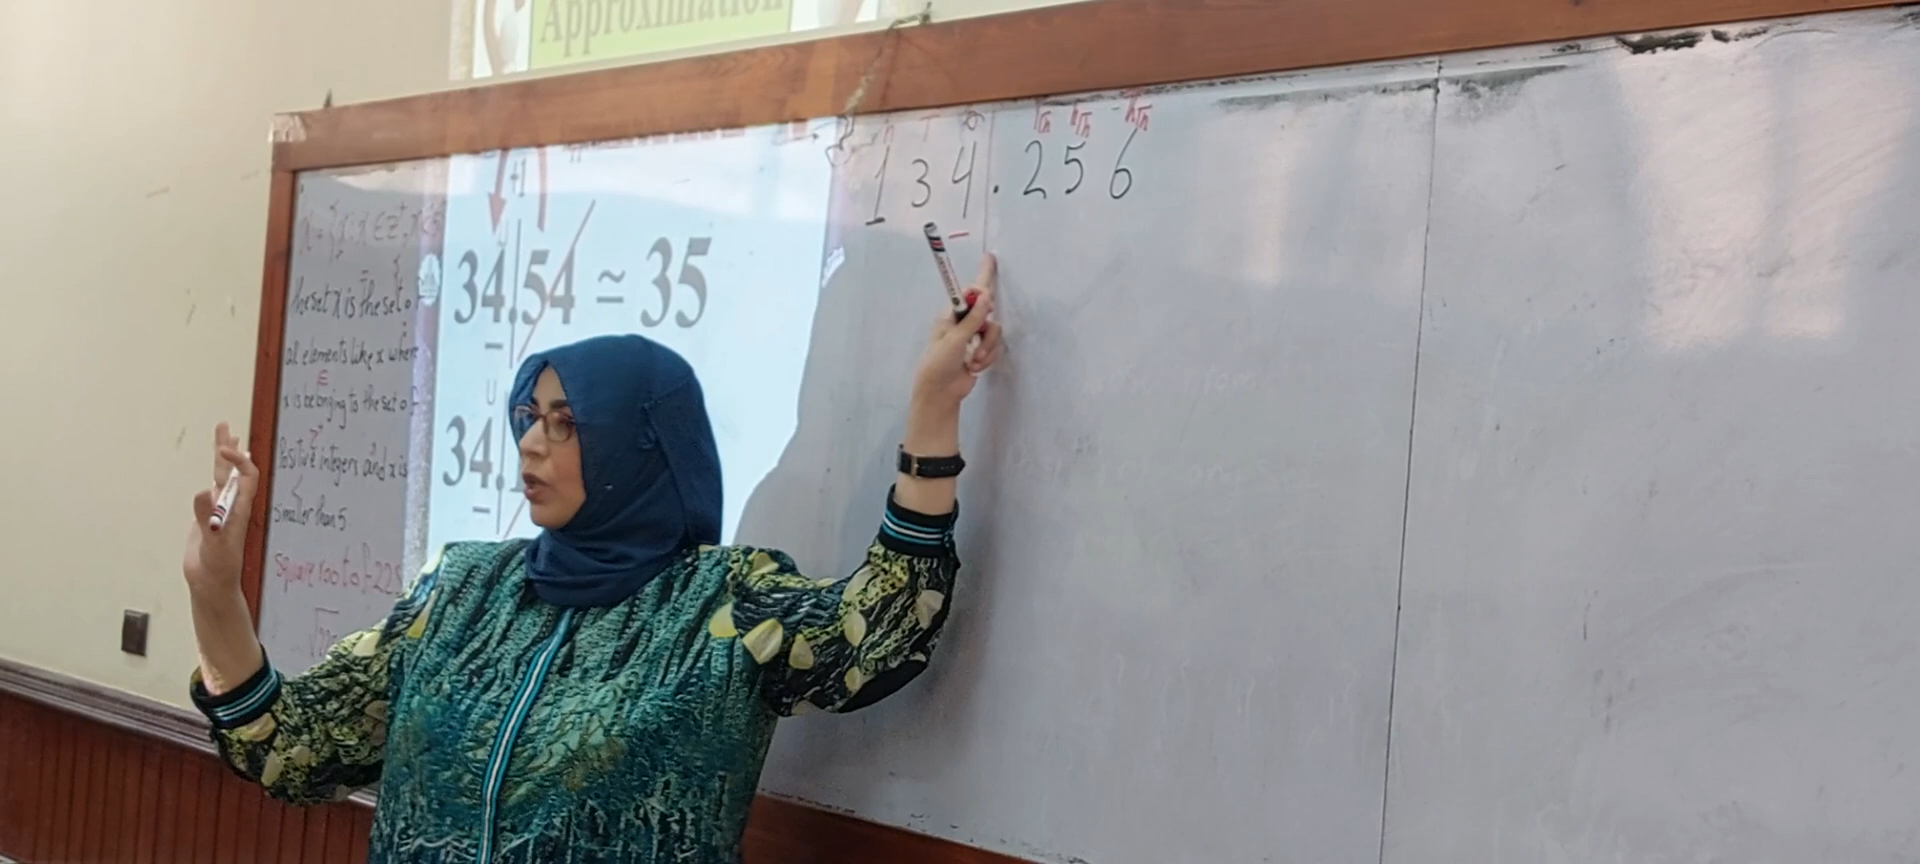 Approximation
+1
34.54 ≃ 35
U
34.
the set X is the set of
all elements like x where
∈
x is belonging to the set of
Z⁺
Positive integers and x is
<
smaller than 5
square root of 225
T
134.256